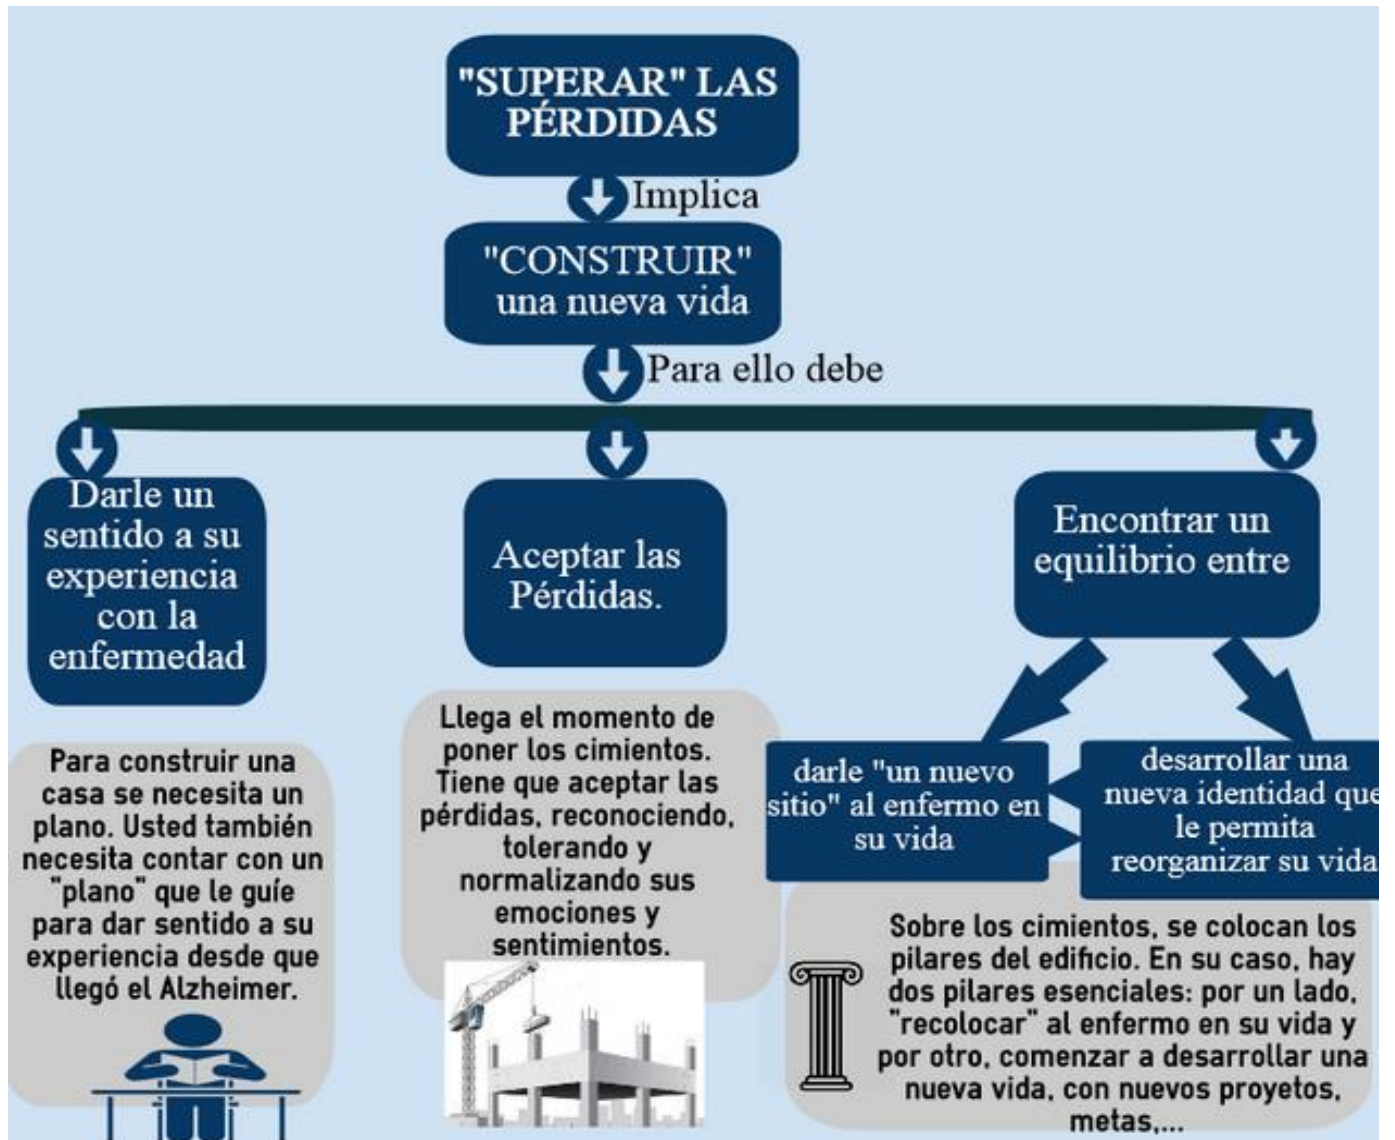 "SUPERAR" LAS
PÉRDIDAS
Implica
"CONSTRUIR"
una nueva vida
Para ello debe
Darle un
sentido a su
experiencia
con la
enfermedad
Para construir una
casa se necesita un
plano. Usted también
necesita contar con un
"plano" que le guíe
para dar sentido a su
experiencia desde que
llegó el Alzheimer.
Aceptar las
Pérdidas.
Llega el momento de
poner los cimientos.
Tiene que aceptar las
pérdidas, reconociendo,
tolerando y
normalizando sus
emociones y
sentimientos.
Encontrar un
equilibrio entre
darle "un nuevo
sitio" al enfermo en
su vida
desarrollar una
nueva identidad que
le permita
reorganizar su vida
Sobre los cimientos, se colocan los
pilares del edificio. En su caso, hay
dos pilares esenciales: por un lado,
"recolocar" al enfermo en su vida y
por otro, comenzar a desarrollar una
nueva vida, con nuevos proyetos,
metas,...